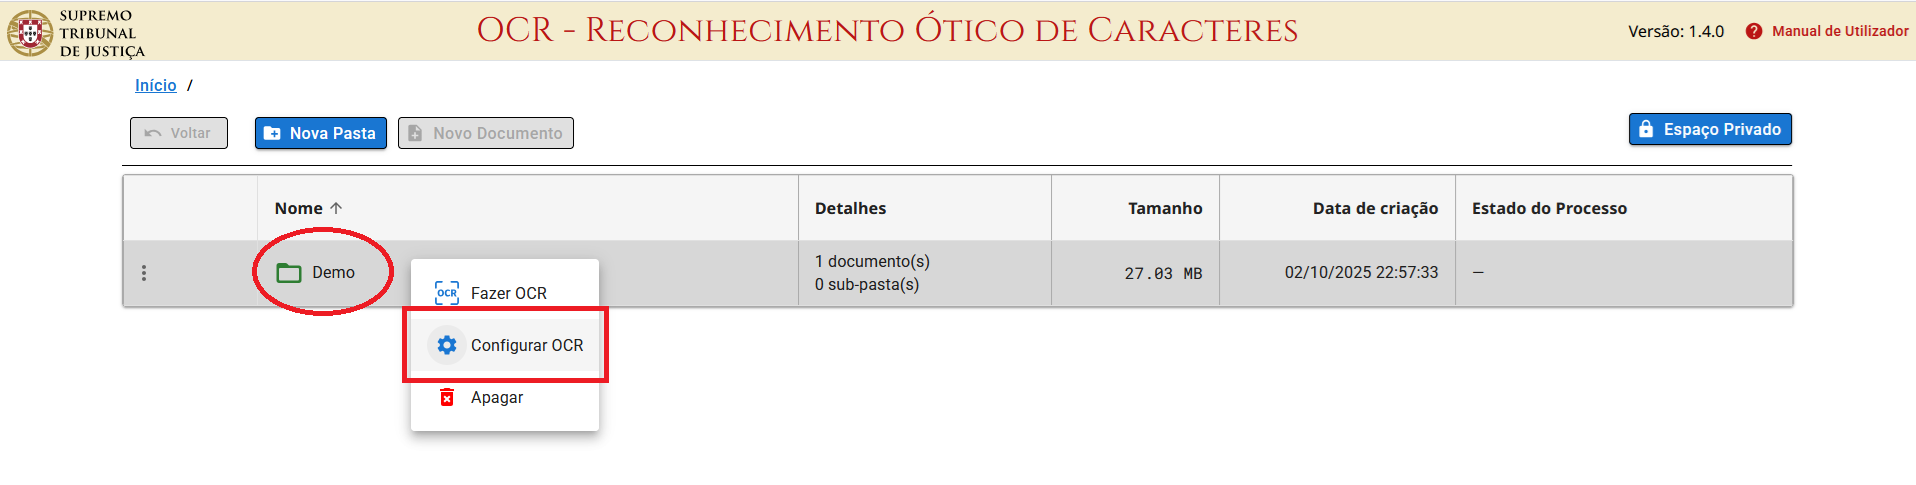 SUPREMO
TRIBUNAL
DE JUSTIÇA
OCR - Reconhecimento Ótico de Caracteres
Versão: 1.4.0
Manual de Utilizador
Início /
Voltar
Nova Pasta
Novo Documento
Espaço Privado
Nome
Detalhes
Tamanho
Data de criação
Estado do Processo
Demo
1 documento(s)
0 sub-pasta(s)
27.03 MB
02/10/2025 22:57:33
—
OCR
Fazer OCR
Configurar OCR
Apagar